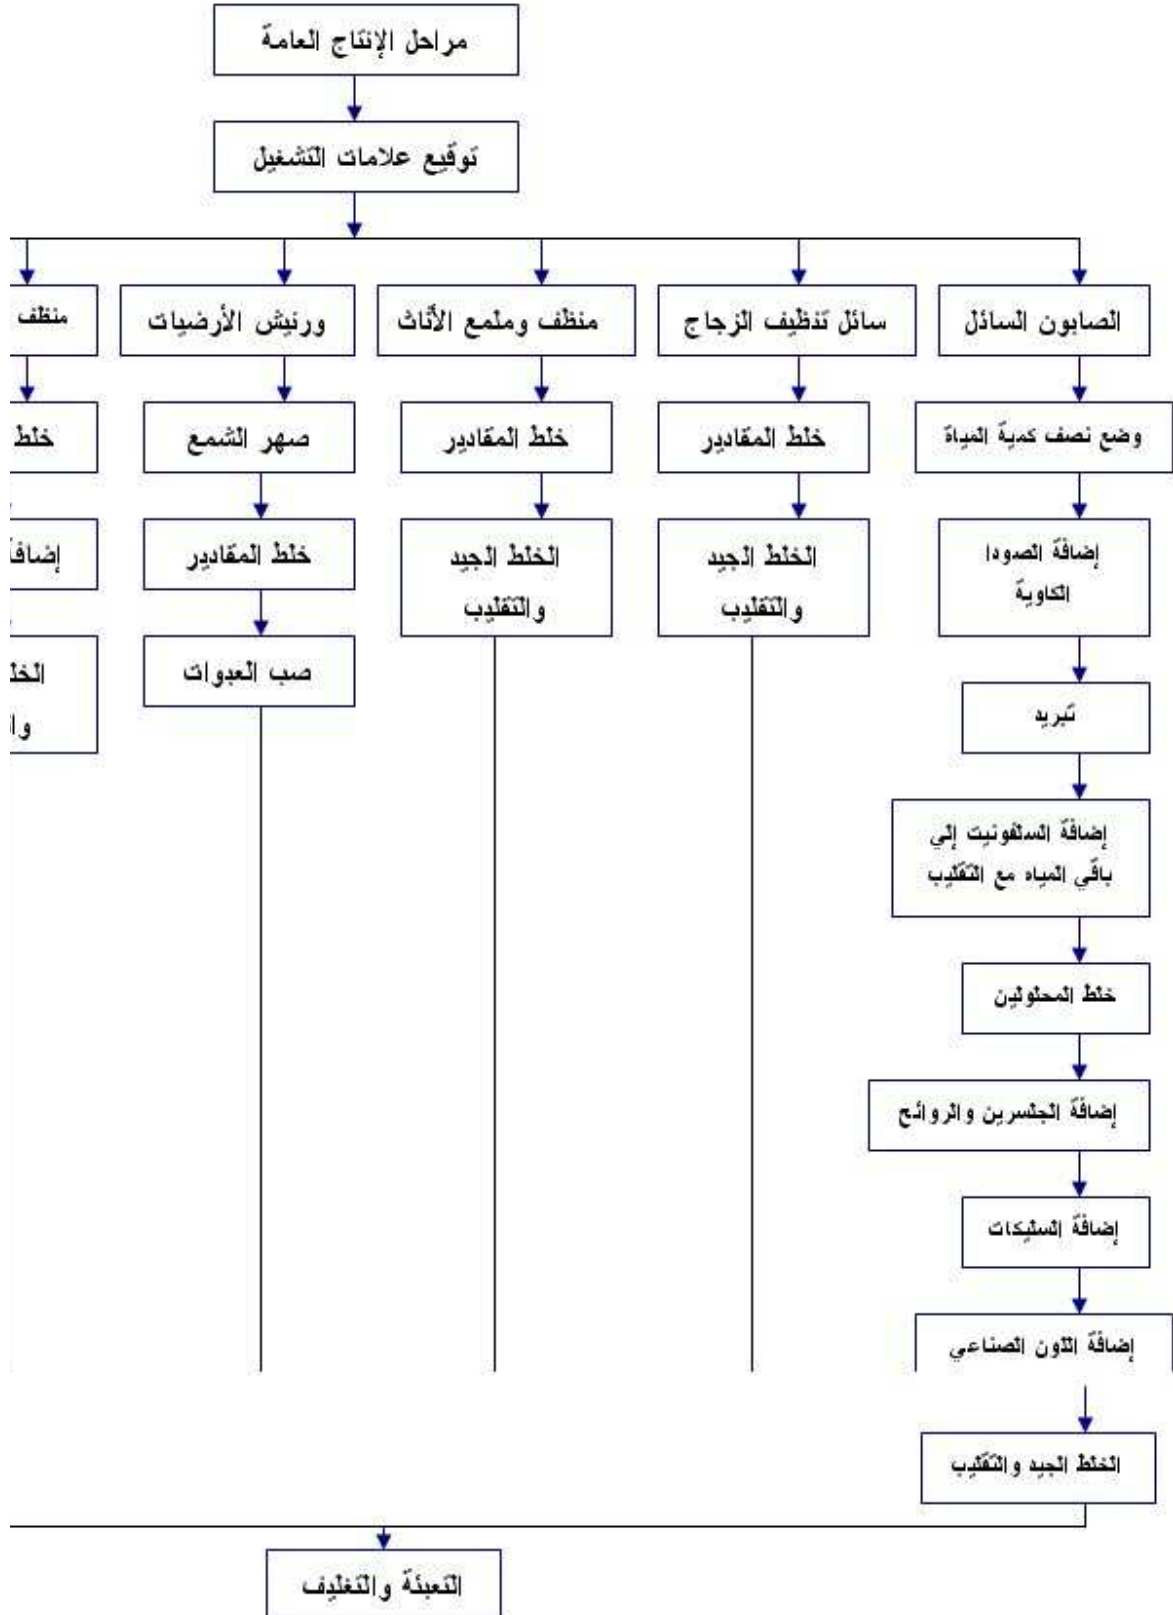 مراحل الإنتاج العامة
توقيع علامات التشغيل
الصابون السائل
سائل تنظيف الزجاج
منظف وملمع الأثاث
ورنيش الأرضيات
منظف
وضع نصف كمية المياة
خلط المقادير
خلط المقادير
صهر الشمع
خلط
إضافة الصودا
الكاوية
الخلط الجيد
والتقليب
الخلط الجيد
والتقليب
خلط المقادير
صب العبوات
تبريد
إضافة السلفونيت إلي
باقي المياه مع التقليب
خلط المحلولين
إضافة الجلسرين والروائح
إضافة السليكات
إضافة اللون الصناعي
الخلط الجيد والتقليب
التعبئة والتغليف